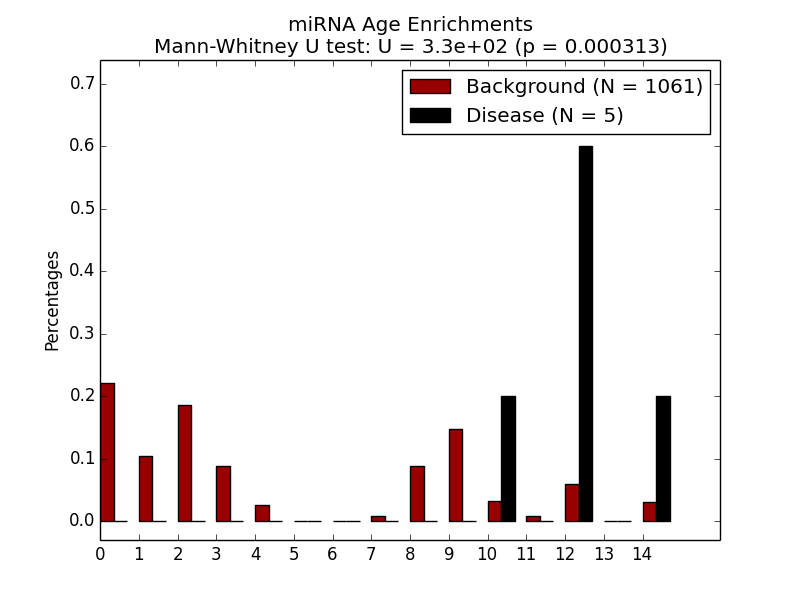 miRNA Age Enrichments
Mann-Whitney U test: U = 3.3e+02 (p = 0.000313)
Background (N = 1061)
Disease (N = 5)
Percentages
0.7
0.6
0.5
0.4
0.3
0.2
0.1
0.0
0 1 2 3 4 5 6 7 8 9 10 11 12 13 14